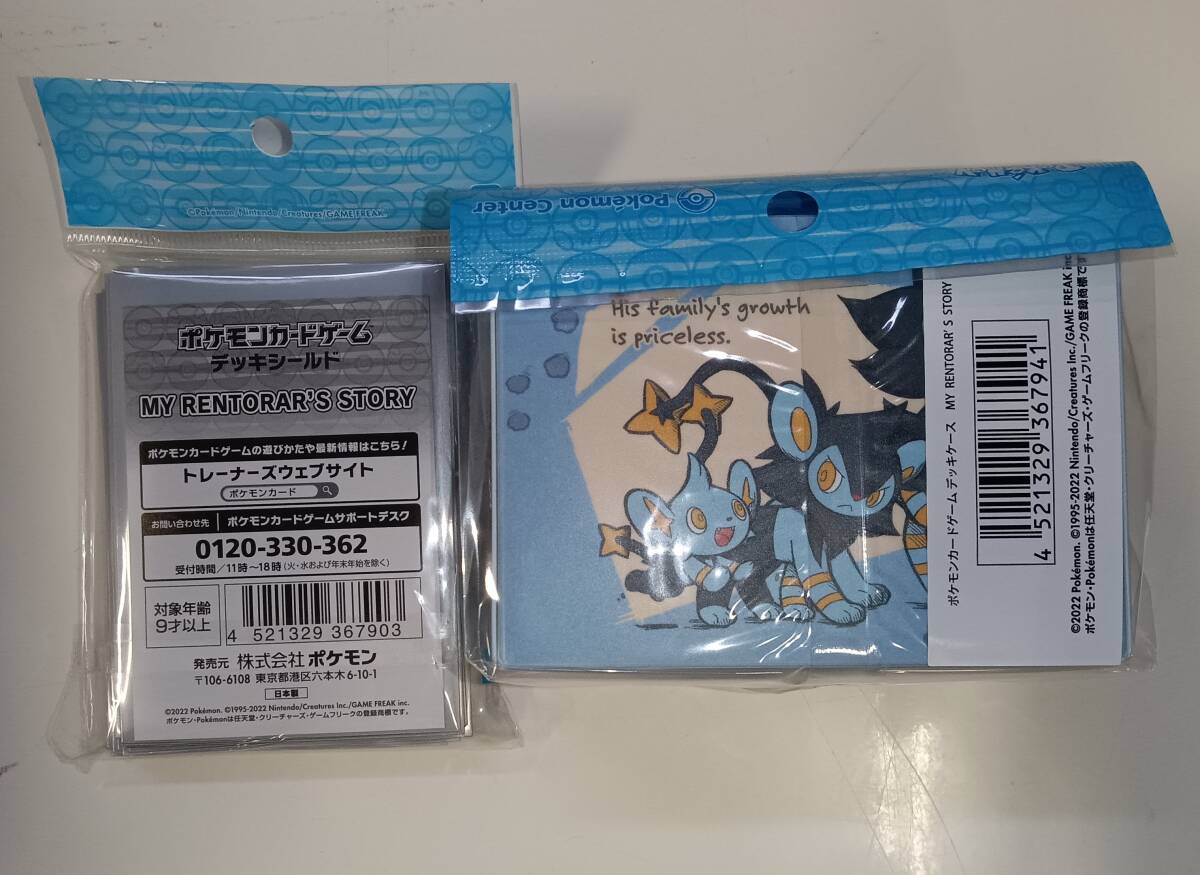 ©Pokémon/Nintendo/Creatures/GAME FREAK.
ポケモンカードゲーム
デッキシールド
MY RENTORAR'S STORY
ポケモンカードゲームの遊びかたや最新情報はこちら！
トレーナーズウェブサイト
ポケモンカード
お問い合わせ先 ポケモンカードゲームサポートデスク
0120-330-362
受付時間／11時～18時（火・水および年末年始を除く）
対象年齢
9才以上
4 521329 367903
発売元 株式会社ポケモン
〒106-6108 東京都港区六本木6-10-1
日本製
©2022 Pokémon. ©1995-2022 Nintendo/Creatures Inc./GAME FREAK inc.
ポケモン・Pokémonは任天堂・クリーチャーズ・ゲームフリークの登録商標です。
Pokémon Center
His family's growth
is priceless.
ポケモンカードゲーム デッキケース MY RENTORAR'S STORY
4 521329 367941
©2022 Pokémon. ©1995-2022 Nintendo/Creatures Inc./GAME FREAK inc.
ポケモン・Pokémonは任天堂・クリーチャーズ・ゲームフリークの登録商標です